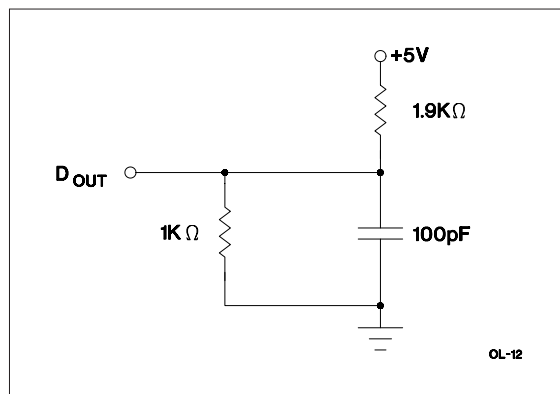 +5V
1.9KΩ
D OUT
1K Ω
100pF
OL-12